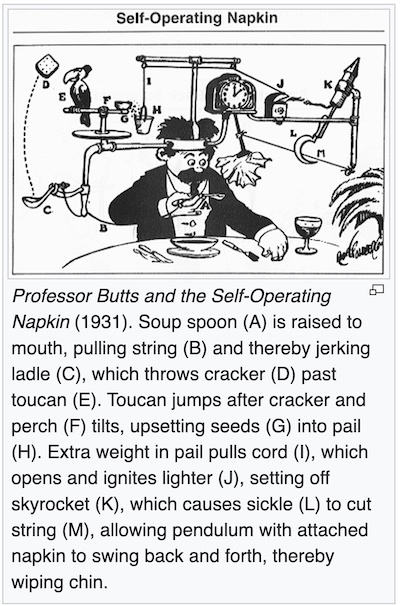 Self-Operating Napkin
D
E
F
G
H
I
J
K
L
M
C
B
A
Professor Butts and the Self-Operating
Napkin (1931). Soup spoon (A) is raised to
mouth, pulling string (B) and thereby jerking
ladle (C), which throws cracker (D) past
toucan (E). Toucan jumps after cracker and
perch (F) tilts, upsetting seeds (G) into pail
(H). Extra weight in pail pulls cord (I), which
opens and ignites lighter (J), setting off
skyrocket (K), which causes sickle (L) to cut
string (M), allowing pendulum with attached
napkin to swing back and forth, thereby
wiping chin.